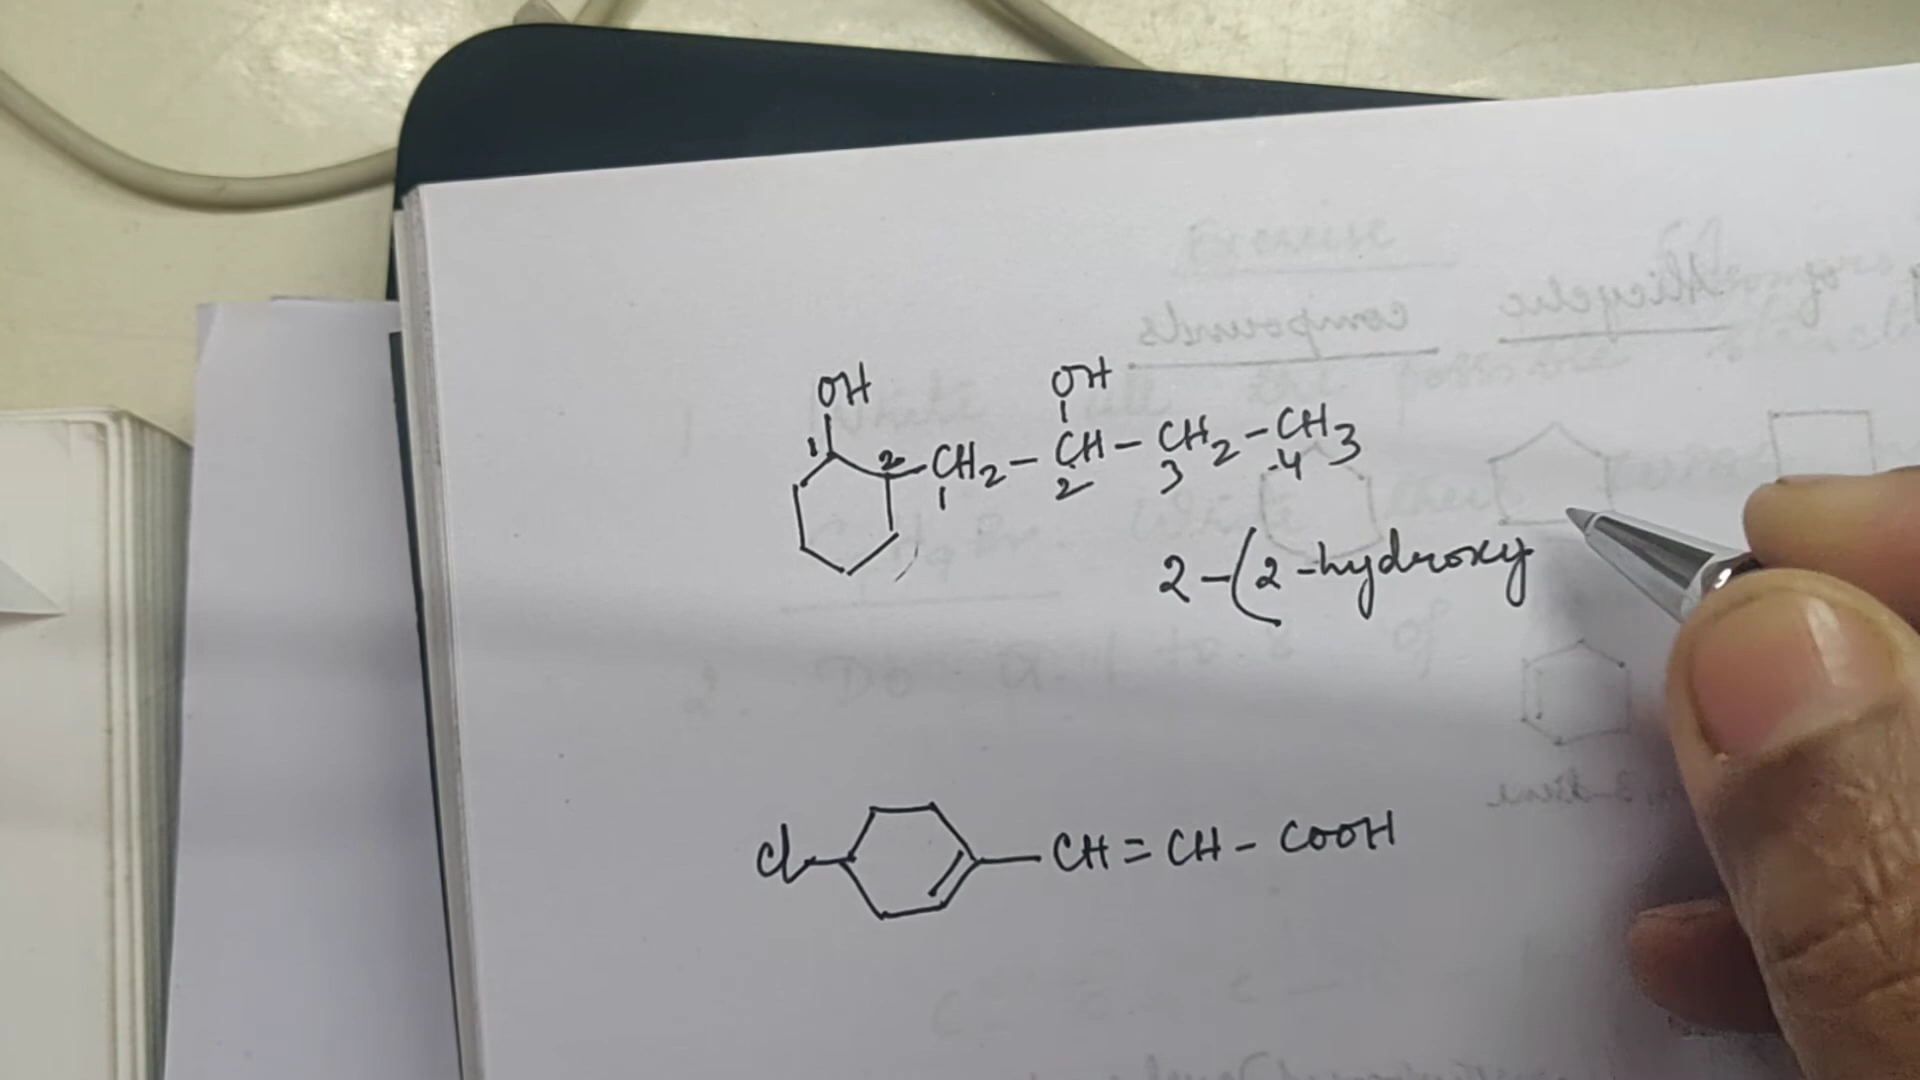 OH OH
1 2 CH2 - CH - CH2 - CH3
1 2 3 4
2-(2-hydroxy
Cl CH = CH - COOH